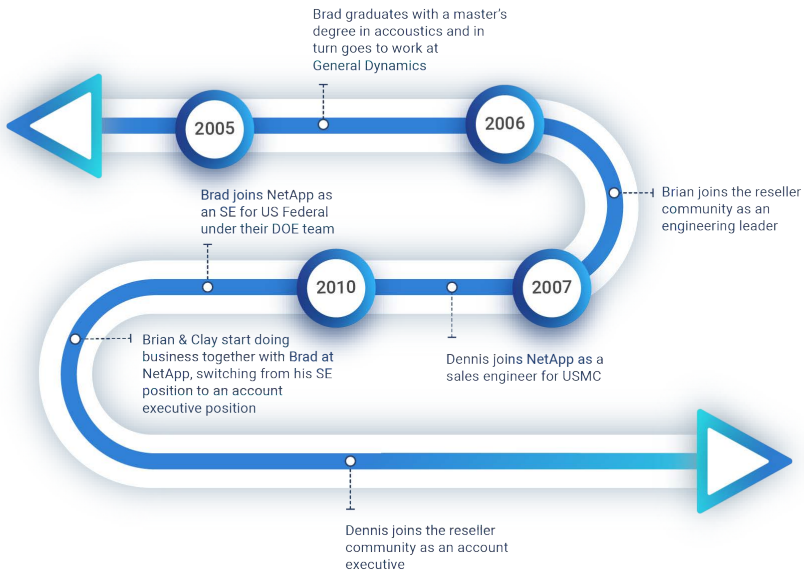 Brad graduates with a master's
degree in accoustics and in
turn goes to work at
General Dynamics
2005
2006
Brian joins the reseller
community as an
engineering leader
Brad joins NetApp as
an SE for US Federal
under their DOE team
2010
2007
Brian & Clay start doing
business together with Brad at
NetApp, switching from his SE
position to an account
executive position
Dennis joins NetApp as a
sales engineer for USMC
Dennis joins the reseller
community as an account
executive